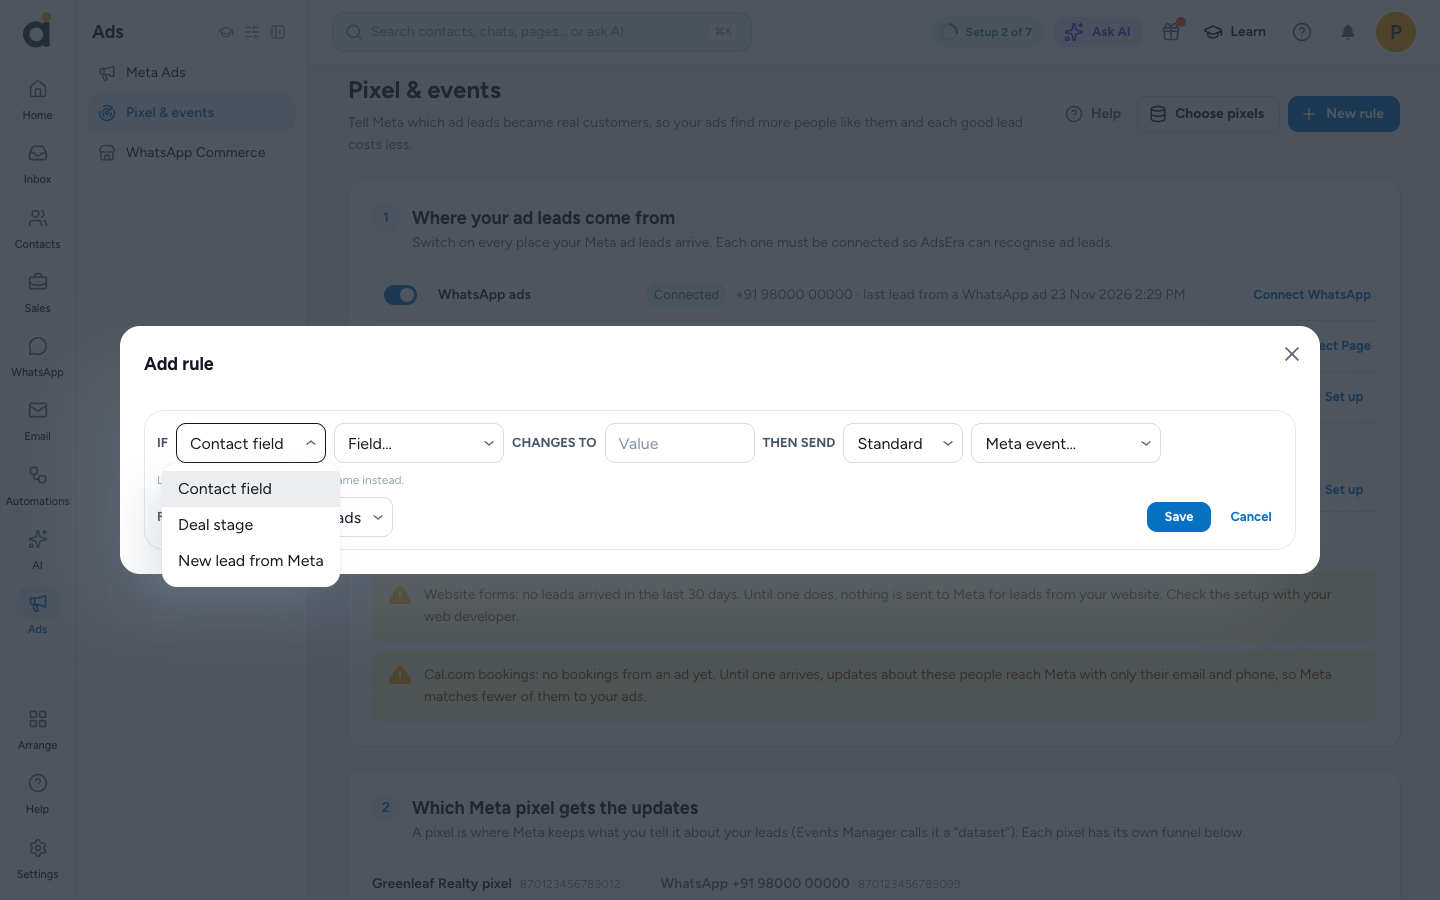 Ads
Search contacts, chats, pages... or ask AI
⌘K
Setup 2 of 7
Ask AI
Learn
P
Home
Inbox
Contacts
Sales
WhatsApp
Email
Automations
AI
Ads
Arrange
Help
Settings
Meta Ads
Pixel & events
WhatsApp Commerce
Pixel & events
Tell Meta which ad leads became real customers, so your ads find more people like them and each good lead
costs less.
Help
Choose pixels
New rule
1
Where your ad leads come from
Switch on every place your Meta ad leads arrive. Each one must be connected so AdsEra can recognise ad leads.
WhatsApp ads
Connected
+91 98000 00000 · last lead from a WhatsApp ad 23 Nov 2026 2:29 PM
Connect WhatsApp
Page
Set up
Set up
Add rule
IF
Contact field
Field...
CHANGES TO
Value
THEN SEND
Standard
Meta event...
instead.
Contact field
Deal stage
New lead from Meta
Save
Cancel
Website forms: no leads arrived in the last 30 days. Until one does, nothing is sent to Meta for leads from your website. Check the setup with your
web developer.
Cal.com bookings: no bookings from an ad yet. Until one arrives, updates about these people reach Meta with only their email and phone, so Meta
matches fewer of them to your ads.
2
Which Meta pixel gets the updates
A pixel is where Meta keeps what you tell it about your leads (Events Manager calls it a "dataset"). Each pixel has its own funnel below.
Greenleaf Realty pixel 870123456789012
WhatsApp +91 98000 00000 870123456789099